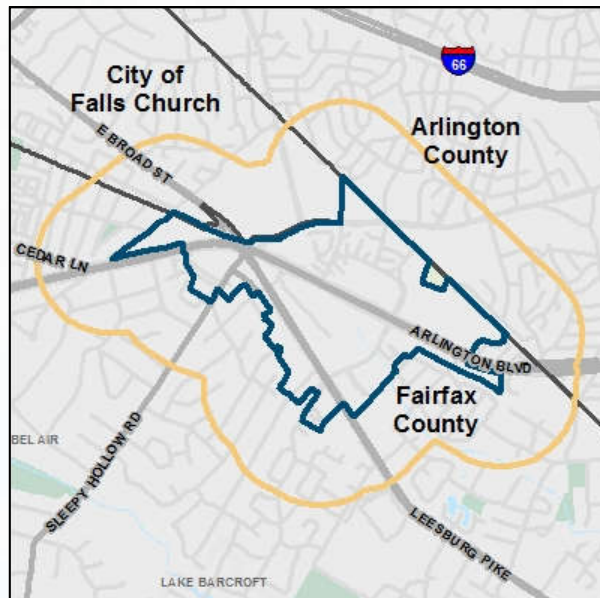 66
City of
Falls Church
Arlington
County
E BROAD ST
CEDAR LN
ARLINGTON BLVD
Fairfax
County
BEL AIR
SLEEPY HOLLOW RD
LEESBURG PIKE
LAKE BARCROFT